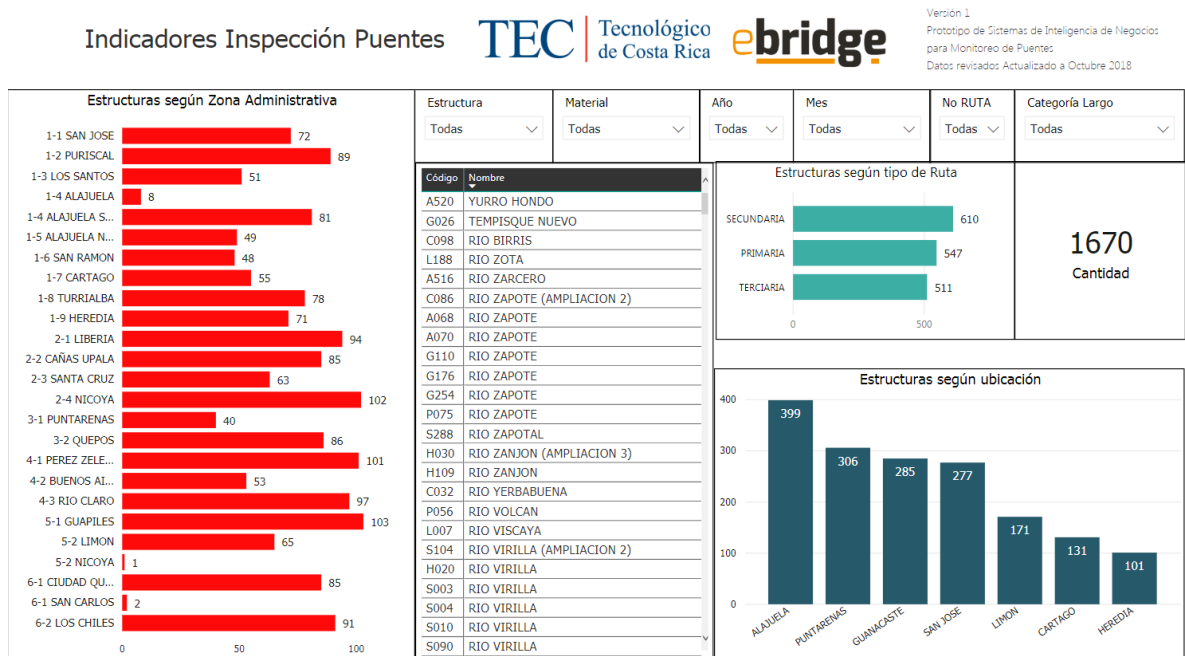 Indicadores Inspección Puentes
TEC
Tecnológico
de Costa Rica
ebridge
Versión 1
Prototipo de Sistemas de Inteligencia de Negocios
para Monitoreo de Puentes
Datos revisados Actualizado a Octubre 2018
Estructuras según Zona Administrativa
1-1 SAN JOSE 72
1-2 PURISCAL 89
1-3 LOS SANTOS 51
1-4 ALAJUELA 8
1-4 ALAJUELA S... 81
1-5 ALAJUELA N... 49
1-6 SAN RAMON 48
1-7 CARTAGO 55
1-8 TURRIALBA 78
1-9 HEREDIA 71
2-1 LIBERIA 94
2-2 CAÑAS UPALA 85
2-3 SANTA CRUZ 63
2-4 NICOYA 102
3-1 PUNTARENAS 40
3-2 QUEPOS 86
4-1 PEREZ ZELE... 101
4-2 BUENOS AI... 53
4-3 RIO CLARO 97
5-1 GUAPILES 103
5-2 LIMON 65
5-2 NICOYA 1
6-1 CIUDAD QU... 85
6-1 SAN CARLOS 2
6-2 LOS CHILES 91
0 50 100
Estructura
Todas
Material
Todas
Año
Todas
Mes
Todas
No RUTA
Todas
Categoría Largo
Todas
Código Nombre
A520 YURRO HONDO
G026 TEMPISQUE NUEVO
C098 RIO BIRRIS
L188 RIO ZOTA
A516 RIO ZARCERO
C086 RIO ZAPOTE (AMPLIACION 2)
A068 RIO ZAPOTE
A070 RIO ZAPOTE
G110 RIO ZAPOTE
G176 RIO ZAPOTE
G254 RIO ZAPOTE
P075 RIO ZAPOTE
S288 RIO ZAPOTAL
H030 RIO ZANJON (AMPLIACION 3)
H109 RIO ZANJON
C032 RIO YERBABUENA
P056 RIO VOLCAN
L007 RIO VISCAYA
S104 RIO VIRILLA (AMPLIACION 2)
H020 RIO VIRILLA
S003 RIO VIRILLA
S004 RIO VIRILLA
S010 RIO VIRILLA
S090 RIO VIRILLA
Estructuras según tipo de Ruta
SECUNDARIA 610
PRIMARIA 547
TERCIARIA 511
0 500
1670
Cantidad
Estructuras según ubicación
400
300
200
100
0
399
306
285
277
171
131
101
ALAJUELA
PUNTARENAS
GUANACASTE
SAN JOSE
LIMON
CARTAGO
HEREDIA